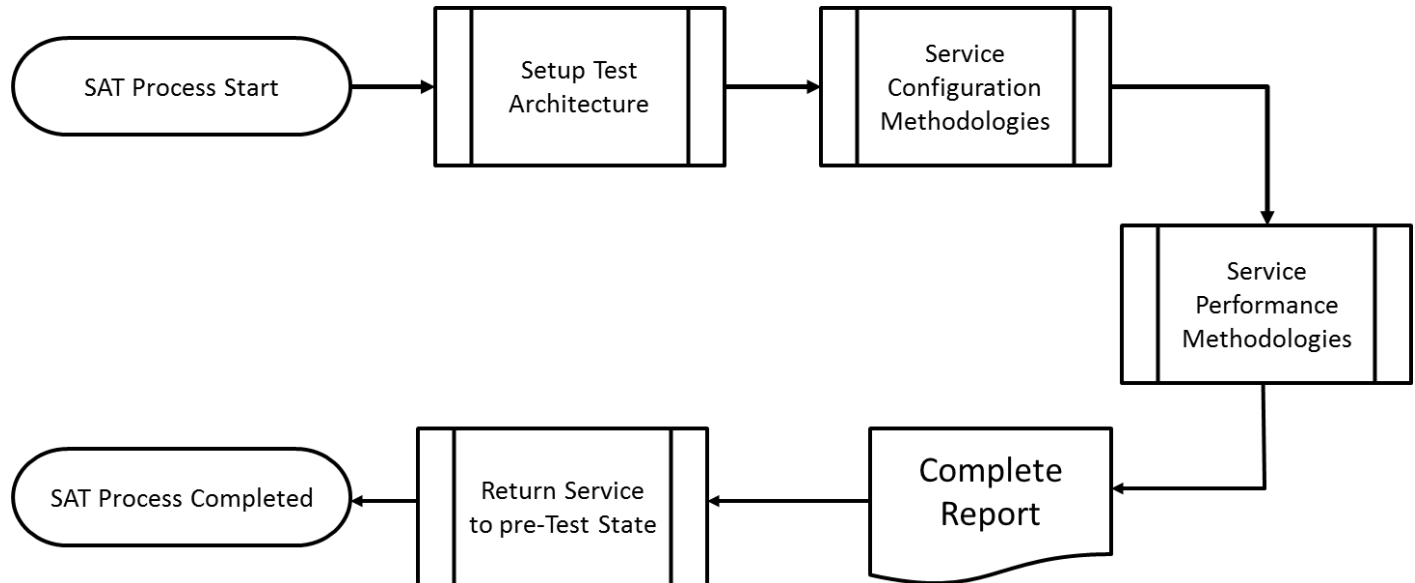 SAT Process Start
Setup Test
Architecture
Service
Configuration
Methodologies
Service
Performance
Methodologies
Complete
Report
Return Service
to pre-Test State
SAT Process Completed